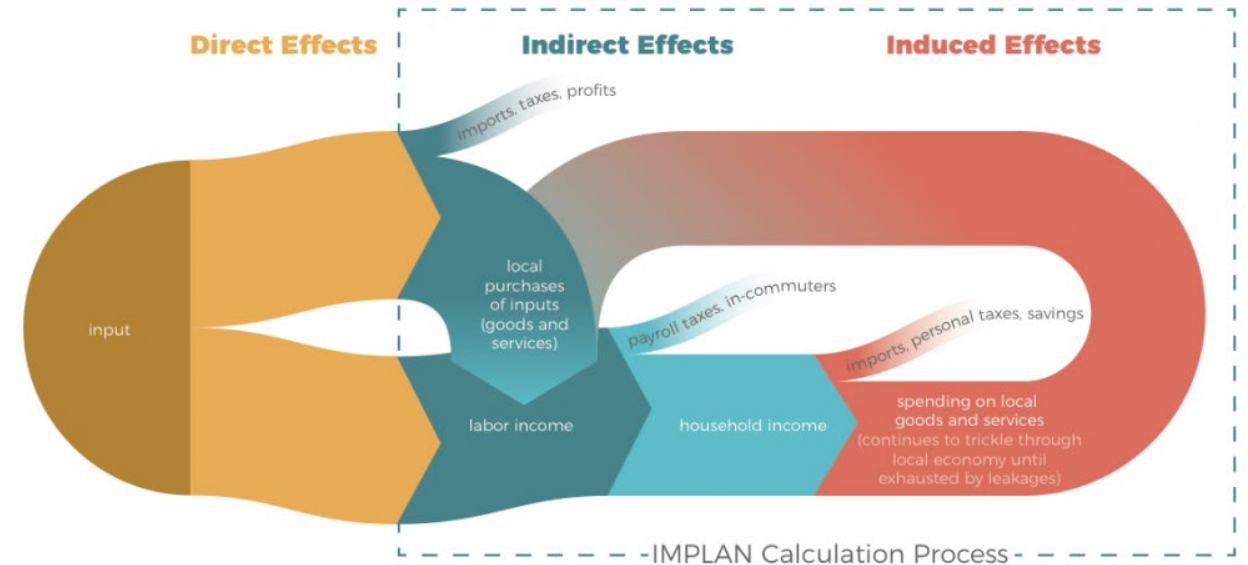 Direct Effects
Indirect Effects
Induced Effects
imports, taxes, profits
local
purchases
of inputs
(goods and
services)
input
payroll taxes, in-commuters
imports, personal taxes, savings
labor income
household income
spending on local
goods and services
(continues to trickle through
local economy until
exhausted by leakages)
IMPLAN Calculation Process